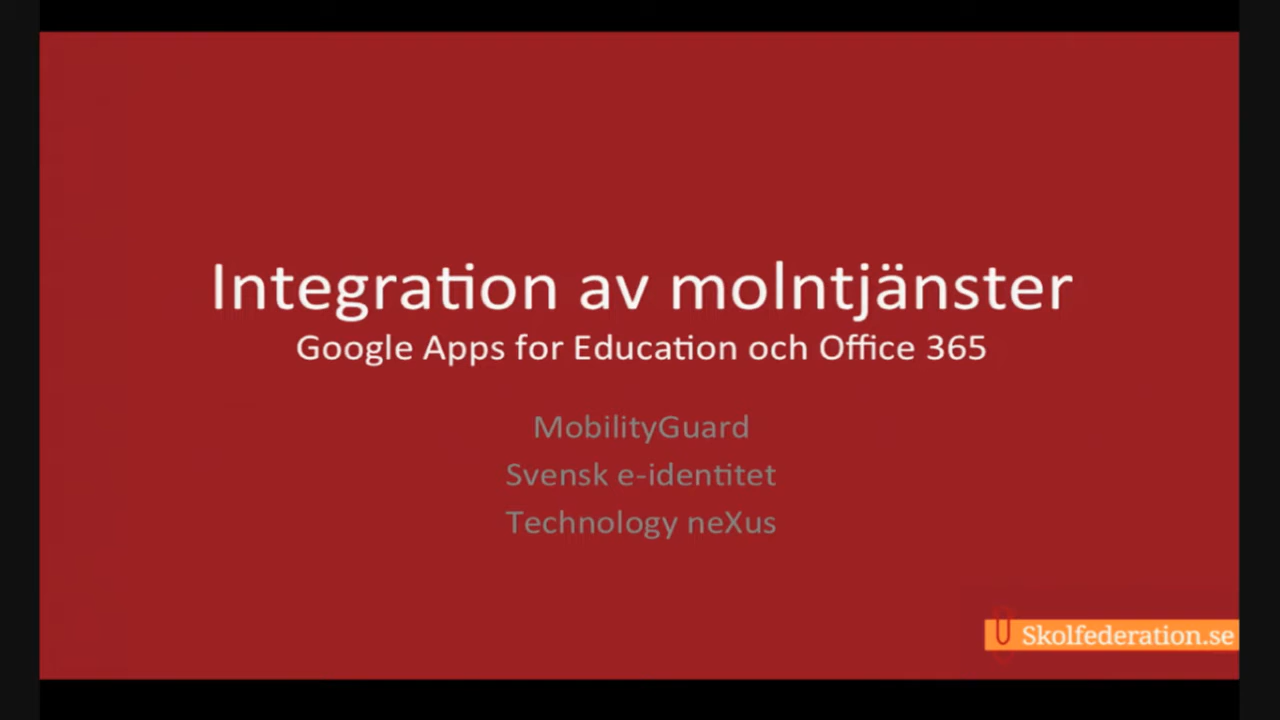 Integration av molntjänster
Google Apps for Education och Office 365
MobilityGuard
Svensk e-identitet
Technology neXus
Skolfederation.se